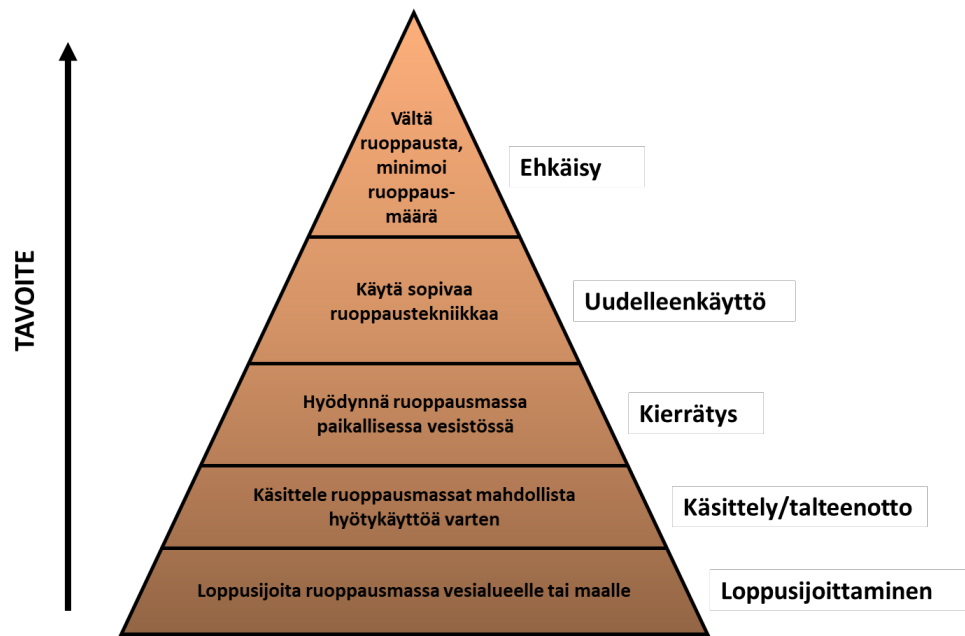 TAVOITE
Vältä
ruoppausta,
minimoi
ruoppaus-
määrä
Ehkäisy
Käytä sopivaa
ruoppaustekniikkaa
Uudelleenkäyttö
Hyödynnä ruoppausmassa
paikallisessa vesistössä
Kierrätys
Käsittele ruoppausmassat mahdollista
hyötykäyttöä varten
Käsittely/talteenotto
Loppusijoita ruoppausmassa vesialueelle tai maalle
Loppusijoittaminen